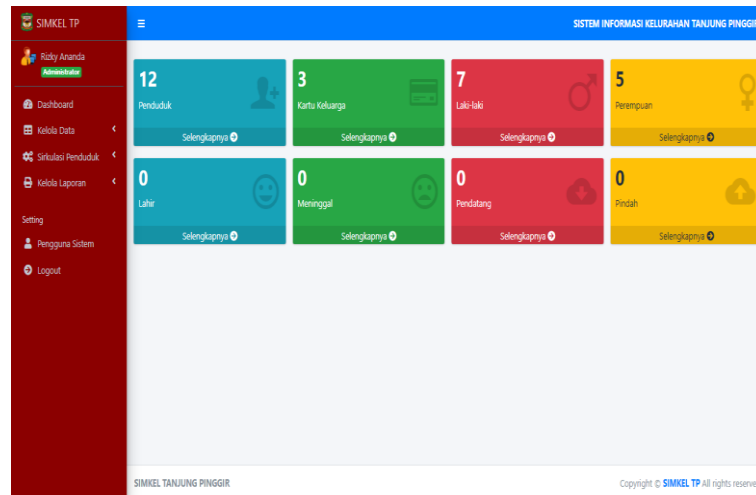 SIMKEL TP
SISTEM INFORMASI KELURAHAN TANJUNG PINGGIR
Rizky Ananda
Administrator
Dashboard
Kelola Data
Sirkulasi Penduduk
Kelola Laporan
Setting
Pengguna Sistem
Logout
12
Penduduk
Selengkapnya
3
Kartu Keluarga
Selengkapnya
7
Laki-laki
Selengkapnya
5
Perempuan
Selengkapnya
0
Lahir
Selengkapnya
0
Meninggal
Selengkapnya
0
Pendatang
Selengkapnya
0
Pindah
Selengkapnya
SIMKEL TANJUNG PINGGIR
Copyright © SIMKEL TP All rights reserve